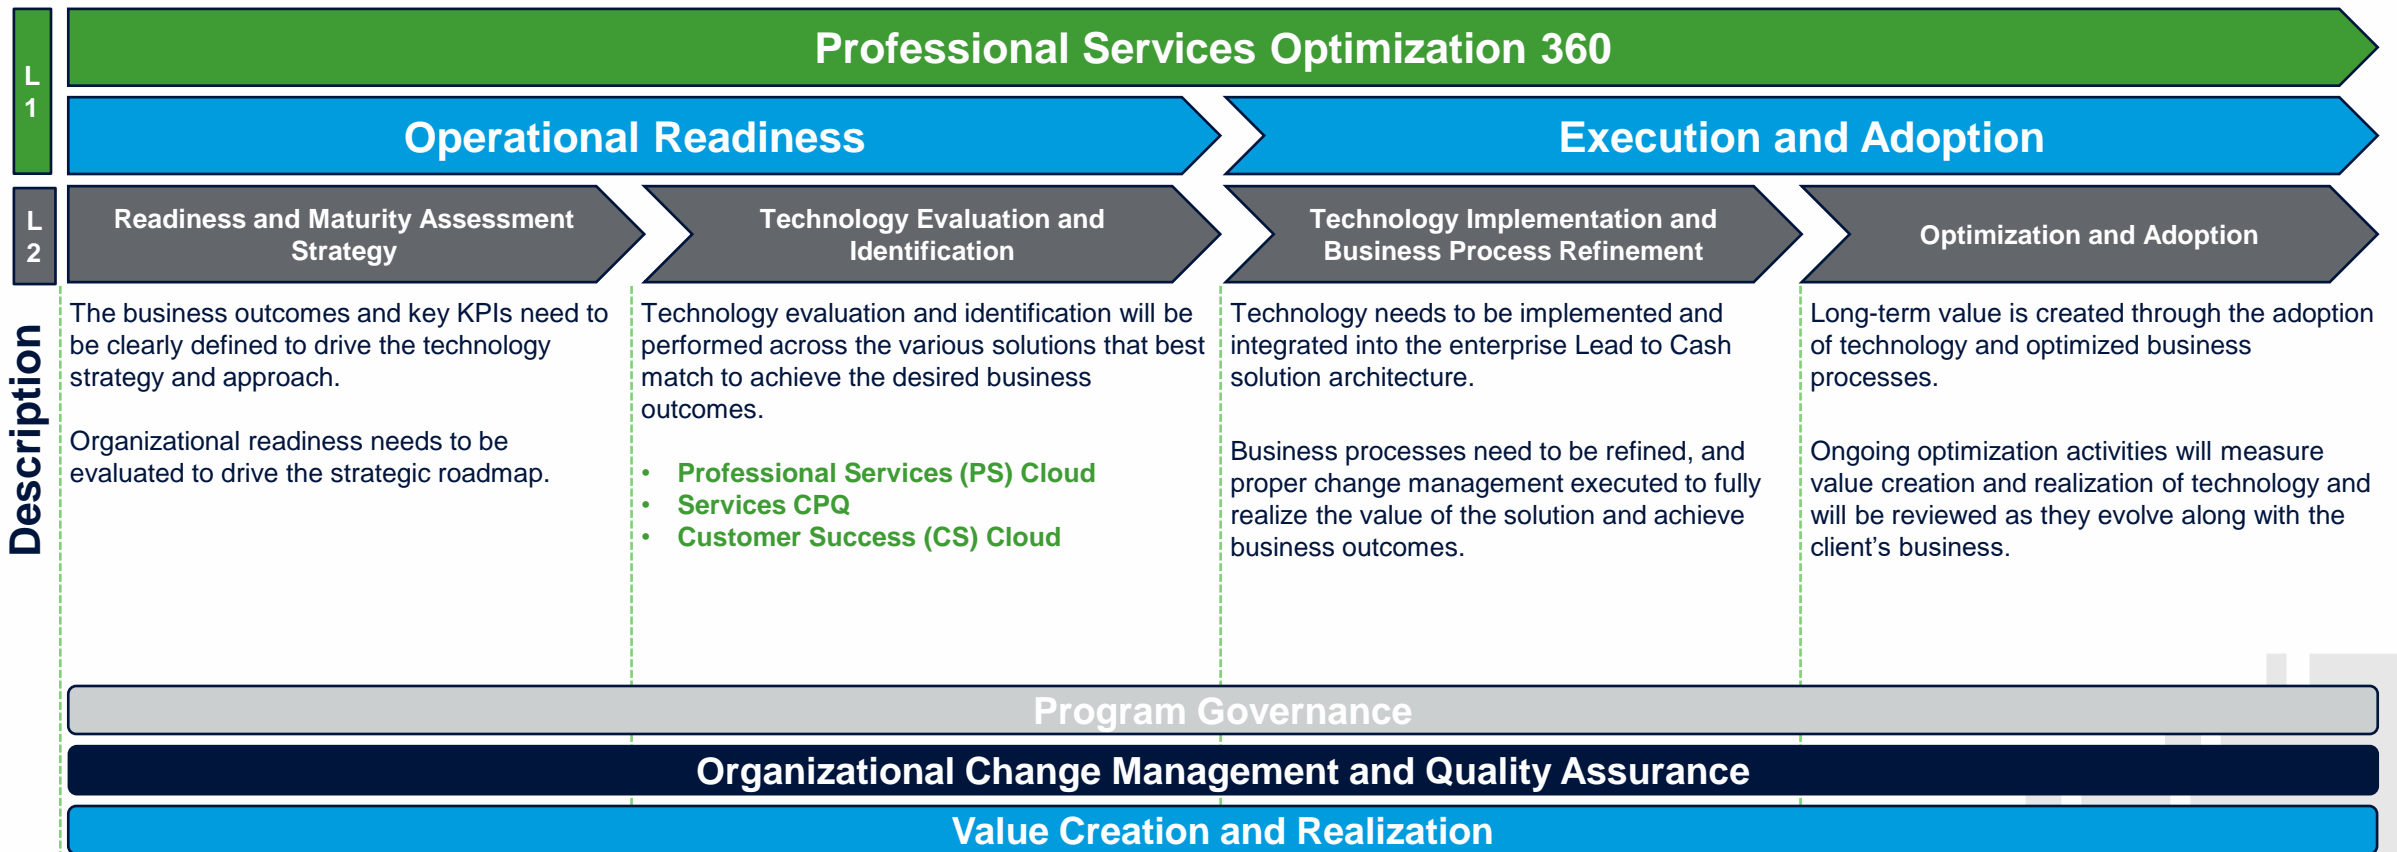 L
1
Professional Services Optimization 360
Operational Readiness
Execution and Adoption
L
2
Readiness and Maturity Assessment
Strategy
Technology Evaluation and
Identification
Technology Implementation and
Business Process Refinement
Optimization and Adoption
Description
The business outcomes and key KPIs need to
be clearly defined to drive the technology
strategy and approach.
Organizational readiness needs to be
evaluated to drive the strategic roadmap.
Technology evaluation and identification will be
performed across the various solutions that best
match to achieve the desired business
outcomes.
• Professional Services (PS) Cloud
• Services CPQ
• Customer Success (CS) Cloud
Technology needs to be implemented and
integrated into the enterprise Lead to Cash
solution architecture.
Business processes need to be refined, and
proper change management executed to fully
realize the value of the solution and achieve
business outcomes.
Long-term value is created through the adoption
of technology and optimized business
processes.
Ongoing optimization activities will measure
value creation and realization of technology and
will be reviewed as they evolve along with the
client’s business.
Program Governance
Organizational Change Management and Quality Assurance
Value Creation and Realization